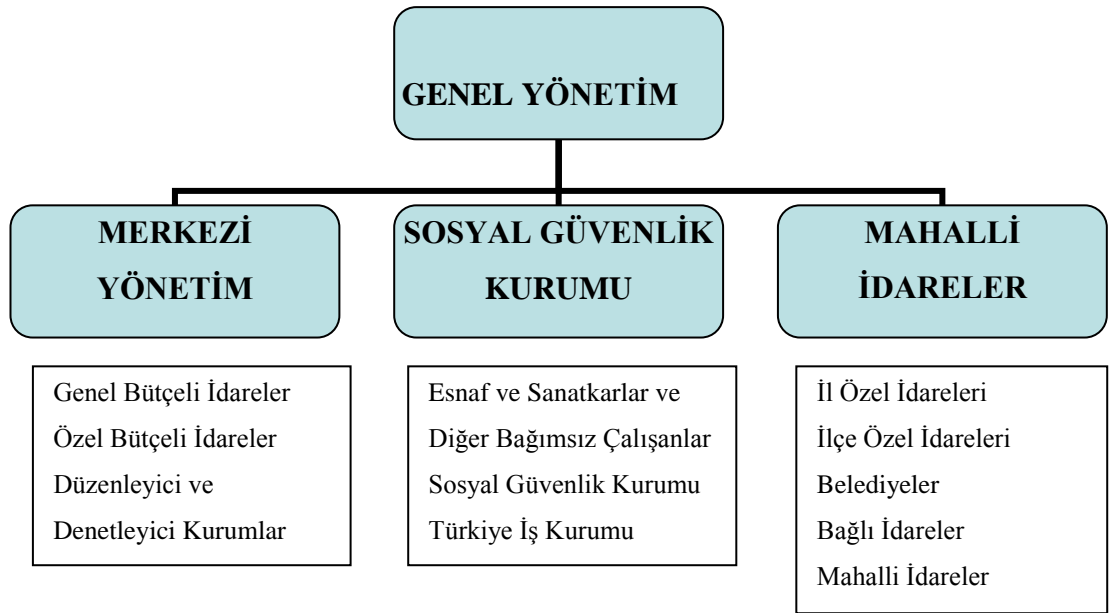 GENEL YÖNETİM
MERKEZİ
YÖNETİM
SOSYAL GÜVENLİK
KURUMU
MAHALLİ
İDARELER
Genel Bütçeli İdareler
Özel Bütçeli İdareler
Düzenleyici ve
Denetleyici Kurumlar
Esnaf ve Sanatkarlar ve
Diğer Bağımsız Çalışanlar
Sosyal Güvenlik Kurumu
Türkiye İş Kurumu
İl Özel İdareleri
İlçe Özel İdareleri
Belediyeler
Bağlı İdareler
Mahalli İdareler